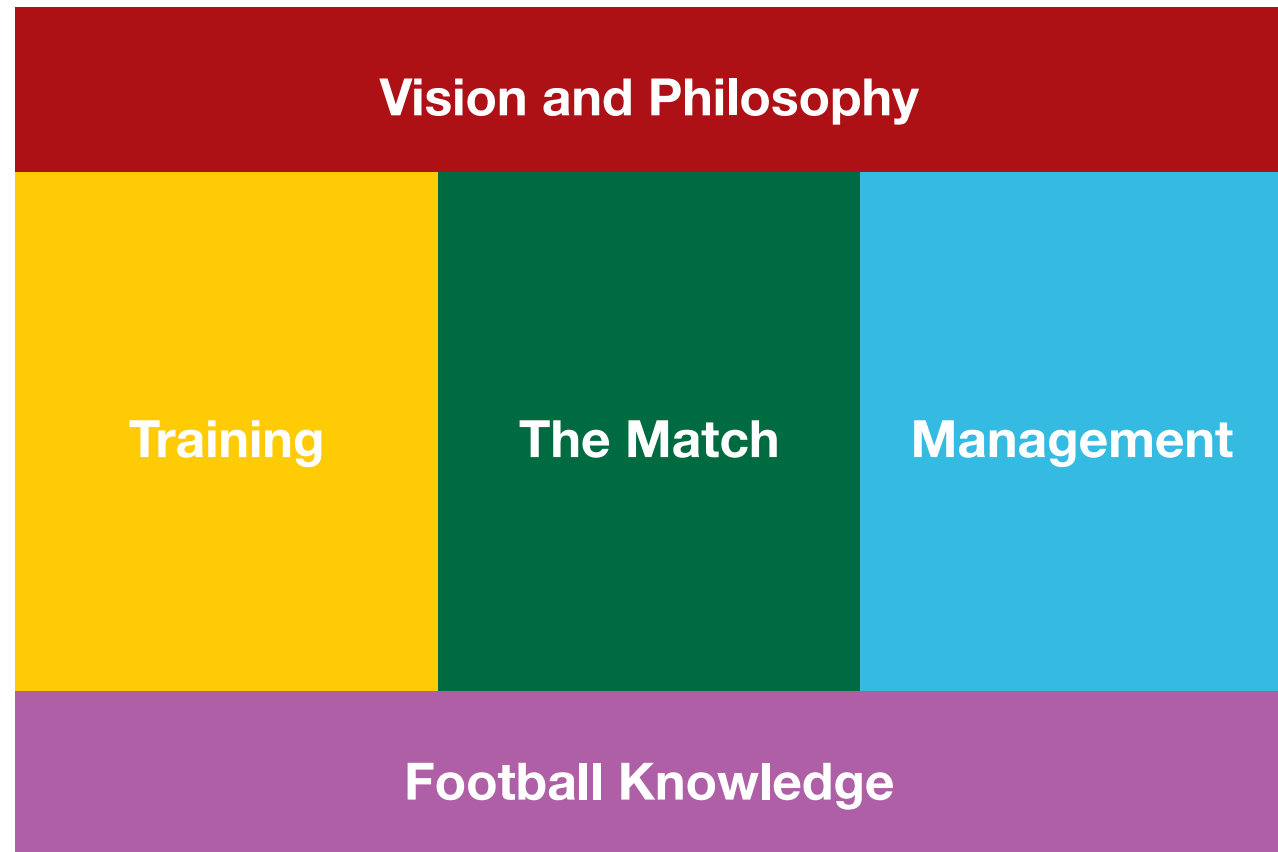 Vision and Philosophy
Training
The Match
Management
Football Knowledge